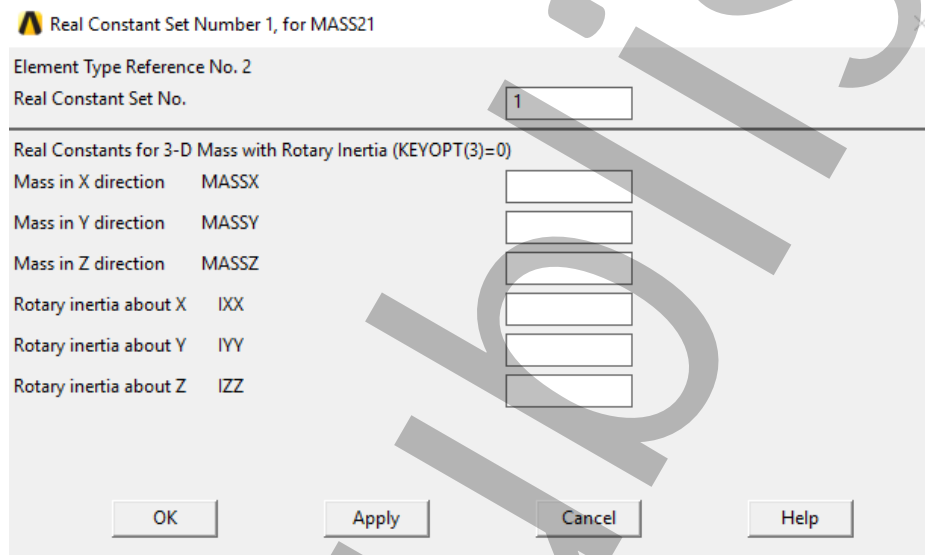 Real Constant Set Number 1, for MASS21
Element Type Reference No. 2
Real Constant Set No. 1
Real Constants for 3-D Mass with Rotary Inertia (KEYOPT(3)=0)
Mass in X direction MASSX
Mass in Y direction MASSY
Mass in Z direction MASSZ
Rotary inertia about X IXX
Rotary inertia about Y IYY
Rotary inertia about Z IZZ
OK Apply Cancel Help